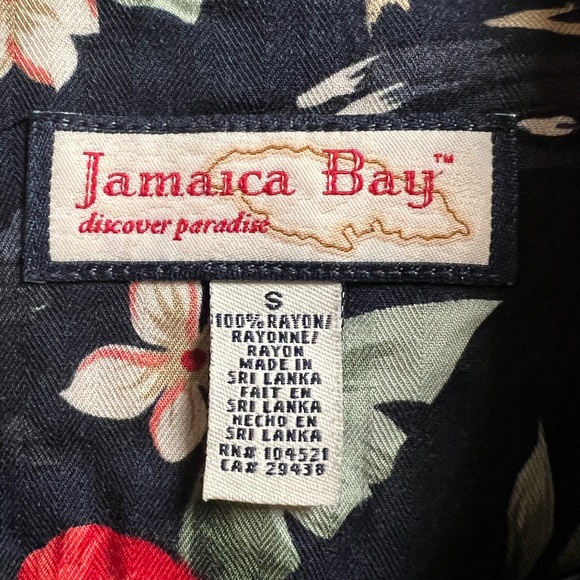 Jamaica Bay™
discover paradise
S
100% RAYON/
RAYONNE/
RAYON
MADE IN
SRI LANKA
FAIT EN
SRI LANKA
HECHO EN
SRI LANKA
RN# 104521
CA# 29438